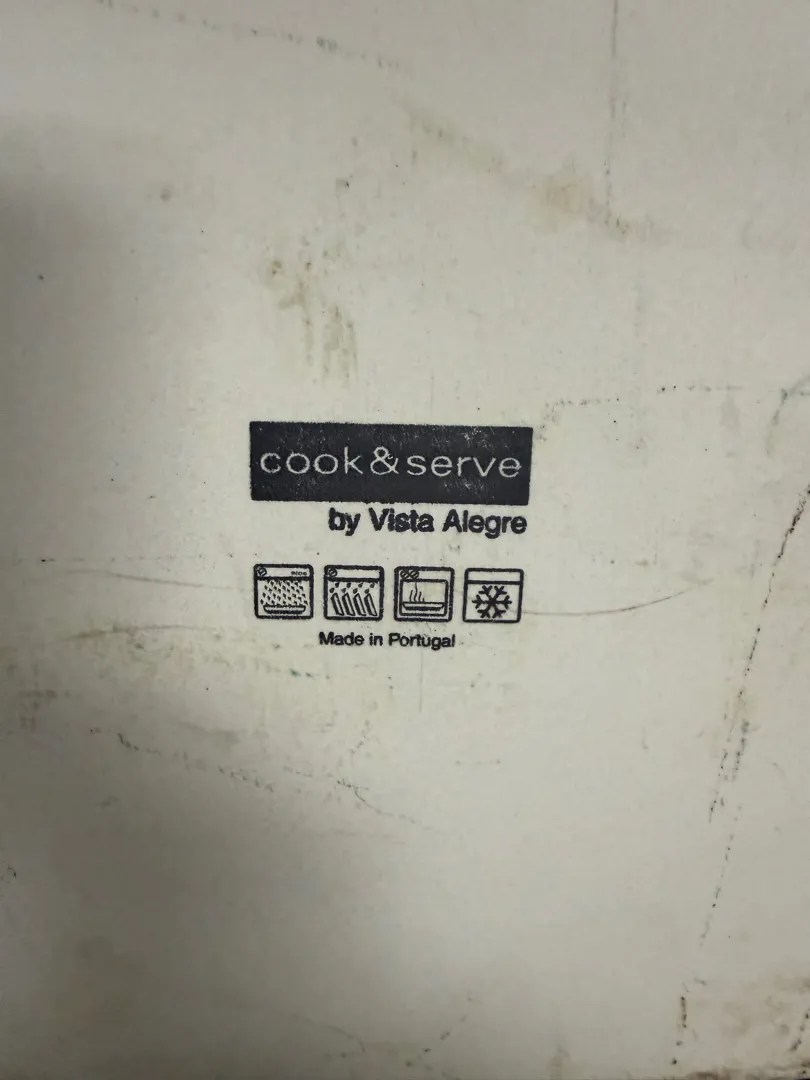 cook&serve
by Vista Alegre
Made in Portugal